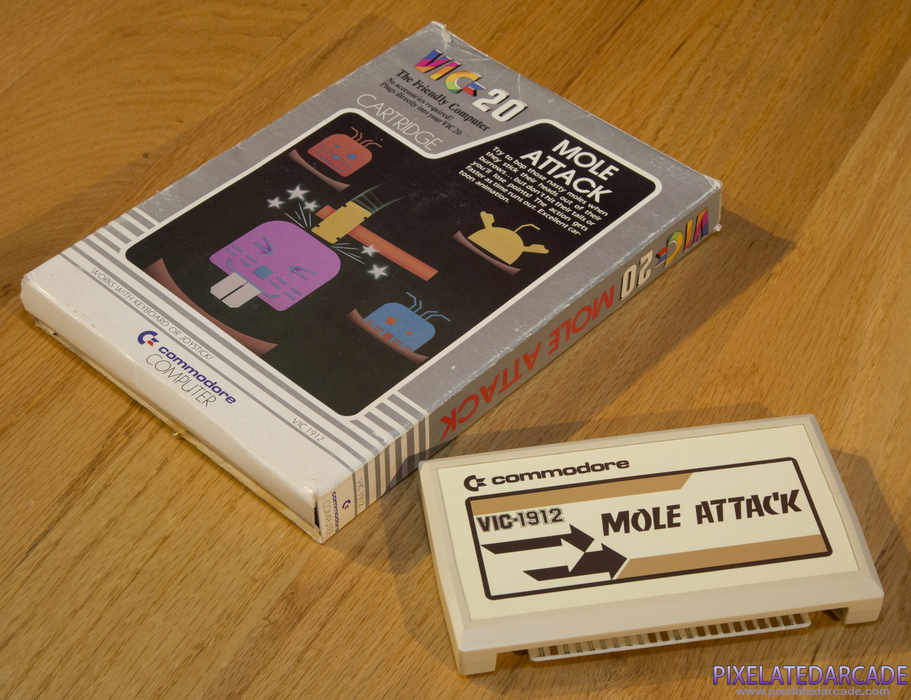 VIC-20
The Friendly Computer
No accessories required!
Plugs directly into your VIC 20
CARTRIDGE
MOLE
ATTACK
Try to bop those nasty moles when
they stick their heads out of their
burrows... but don't hit their tails or
you'll lose points! The action gets
faster as time runs out. Excellent car-
toon animation.
WORKS WITH KEYBOARD OR JOYSTICK!
commodore
COMPUTER
VIC 1912
VIC-20 MOLE ATTACK
VIC 1912
commodore
COMPUTER
commodore
VIC-1912
MOLE ATTACK
PIXELATEDARCADE
www.pixelatedarcade.com